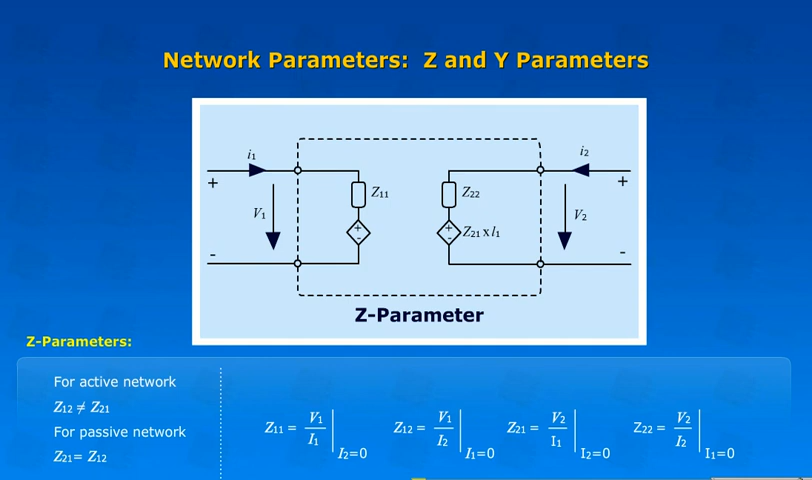 Network Parameters:  Z and Y Parameters
i1 i2
+ Z11 Z22 +
V1 V2
+ - + - Z21 x I1
- -
Z-Parameter
Z-Parameters:
For active network
Z12 ≠ Z21
For passive network
Z21= Z12
Z11 = V1 / I1 | I2=0
Z12 = V1 / I2 | I1=0
Z21 = V2 / I1 | I2=0
Z22 = V2 / I2 | I1=0